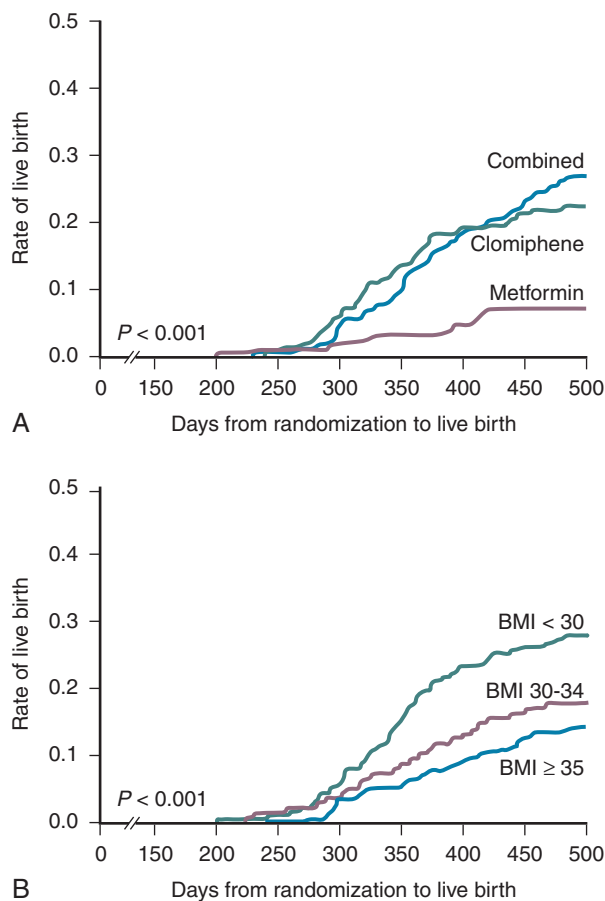 0.5
0.4
0.3
0.2
0.1
0.0
Rate of live birth
Combined
Clomiphene
Metformin
P < 0.001
0 150 200 250 300 350 400 450 500
A Days from randomization to live birth
0.5
0.4
0.3
0.2
0.1
0.0
Rate of live birth
BMI < 30
BMI 30-34
BMI ≥ 35
P < 0.001
0 150 200 250 300 350 400 450 500
B Days from randomization to live birth